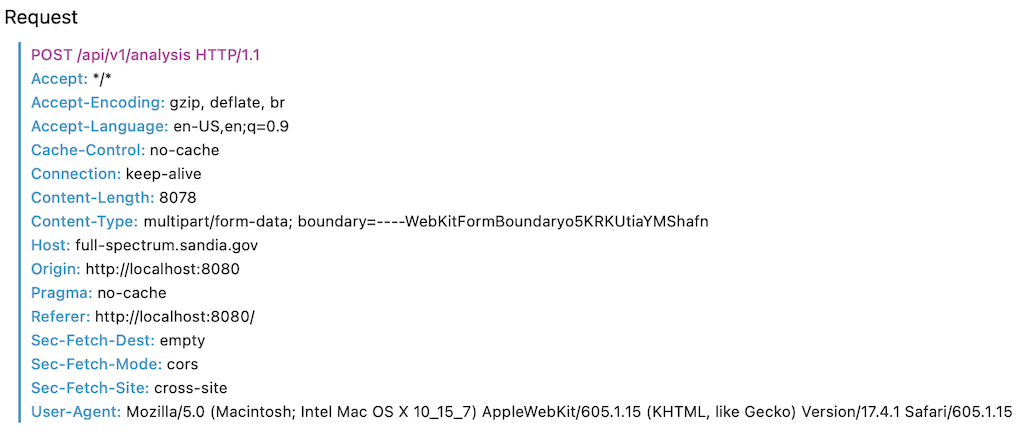 Request
POST /api/v1/analysis HTTP/1.1
Accept: */*
Accept-Encoding: gzip, deflate, br
Accept-Language: en-US,en;q=0.9
Cache-Control: no-cache
Connection: keep-alive
Content-Length: 8078
Content-Type: multipart/form-data; boundary=----WebKitFormBoundaryo5KRKUtiaYMShafn
Host: full-spectrum.sandia.gov
Origin: http://localhost:8080
Pragma: no-cache
Referer: http://localhost:8080/
Sec-Fetch-Dest: empty
Sec-Fetch-Mode: cors
Sec-Fetch-Site: cross-site
User-Agent: Mozilla/5.0 (Macintosh; Intel Mac OS X 10_15_7) AppleWebKit/605.1.15 (KHTML, like Gecko) Version/17.4.1 Safari/605.1.15